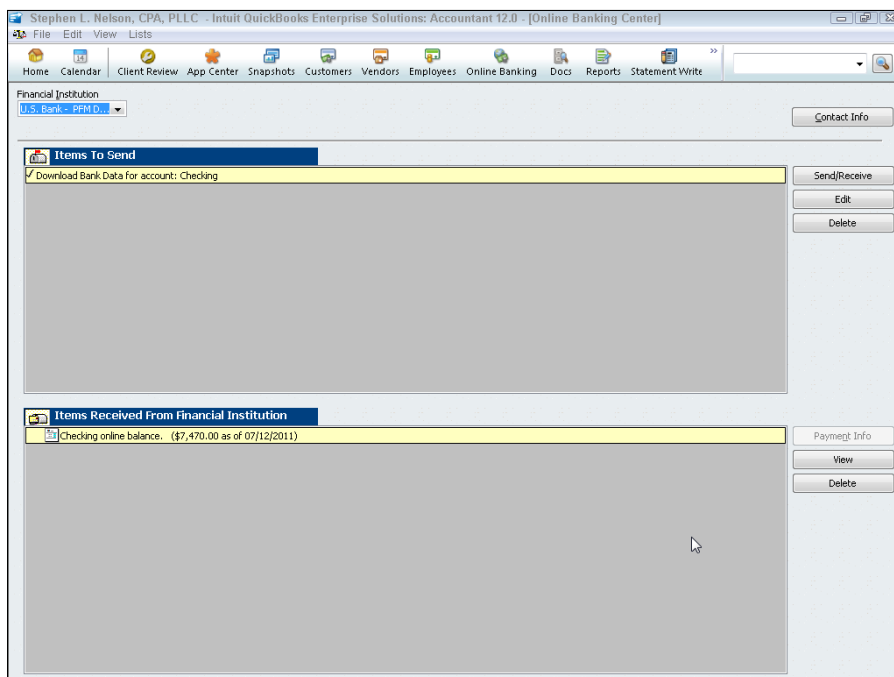 Stephen L. Nelson, CPA, PLLC - Intuit QuickBooks Enterprise Solutions: Accountant 12.0 - [Online Banking Center]
File Edit View Lists
14
Home Calendar Client Review App Center Snapshots Customers Vendors Employees Online Banking Docs Reports Statement Write
Financial Institution
U.S. Bank - PFM D...
Contact Info
Items To Send
Download Bank Data for account: Checking
Send/Receive
Edit
Delete
Items Received From Financial Institution
Checking online balance. ($7,470.00 as of 07/12/2011)
Payment Info
View
Delete